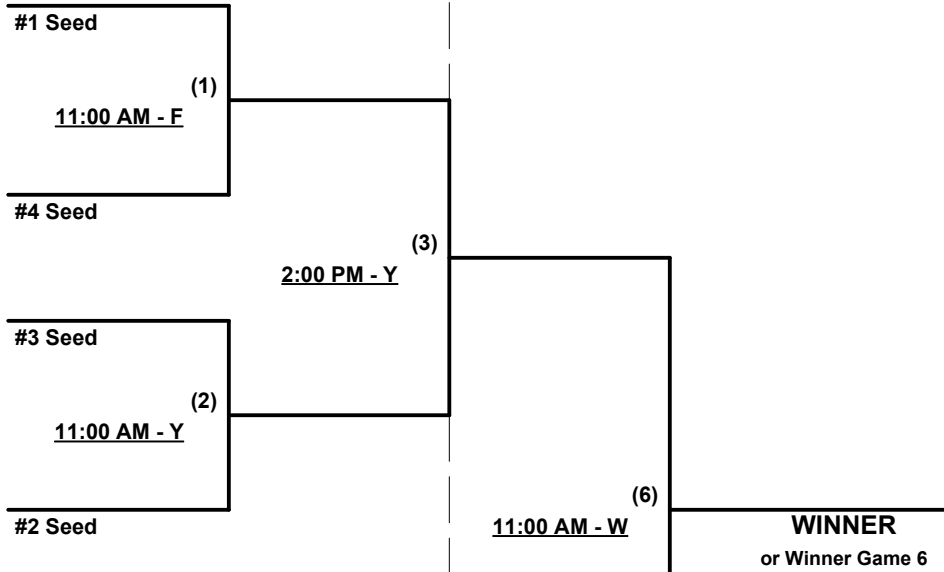 #1 Seed
(1)
11:00 AM - F
#4 Seed
(3)
2:00 PM - Y
#3 Seed
(2)
11:00 AM - Y
#2 Seed
(6)
11:00 AM - W
WINNER
or Winner Game 6